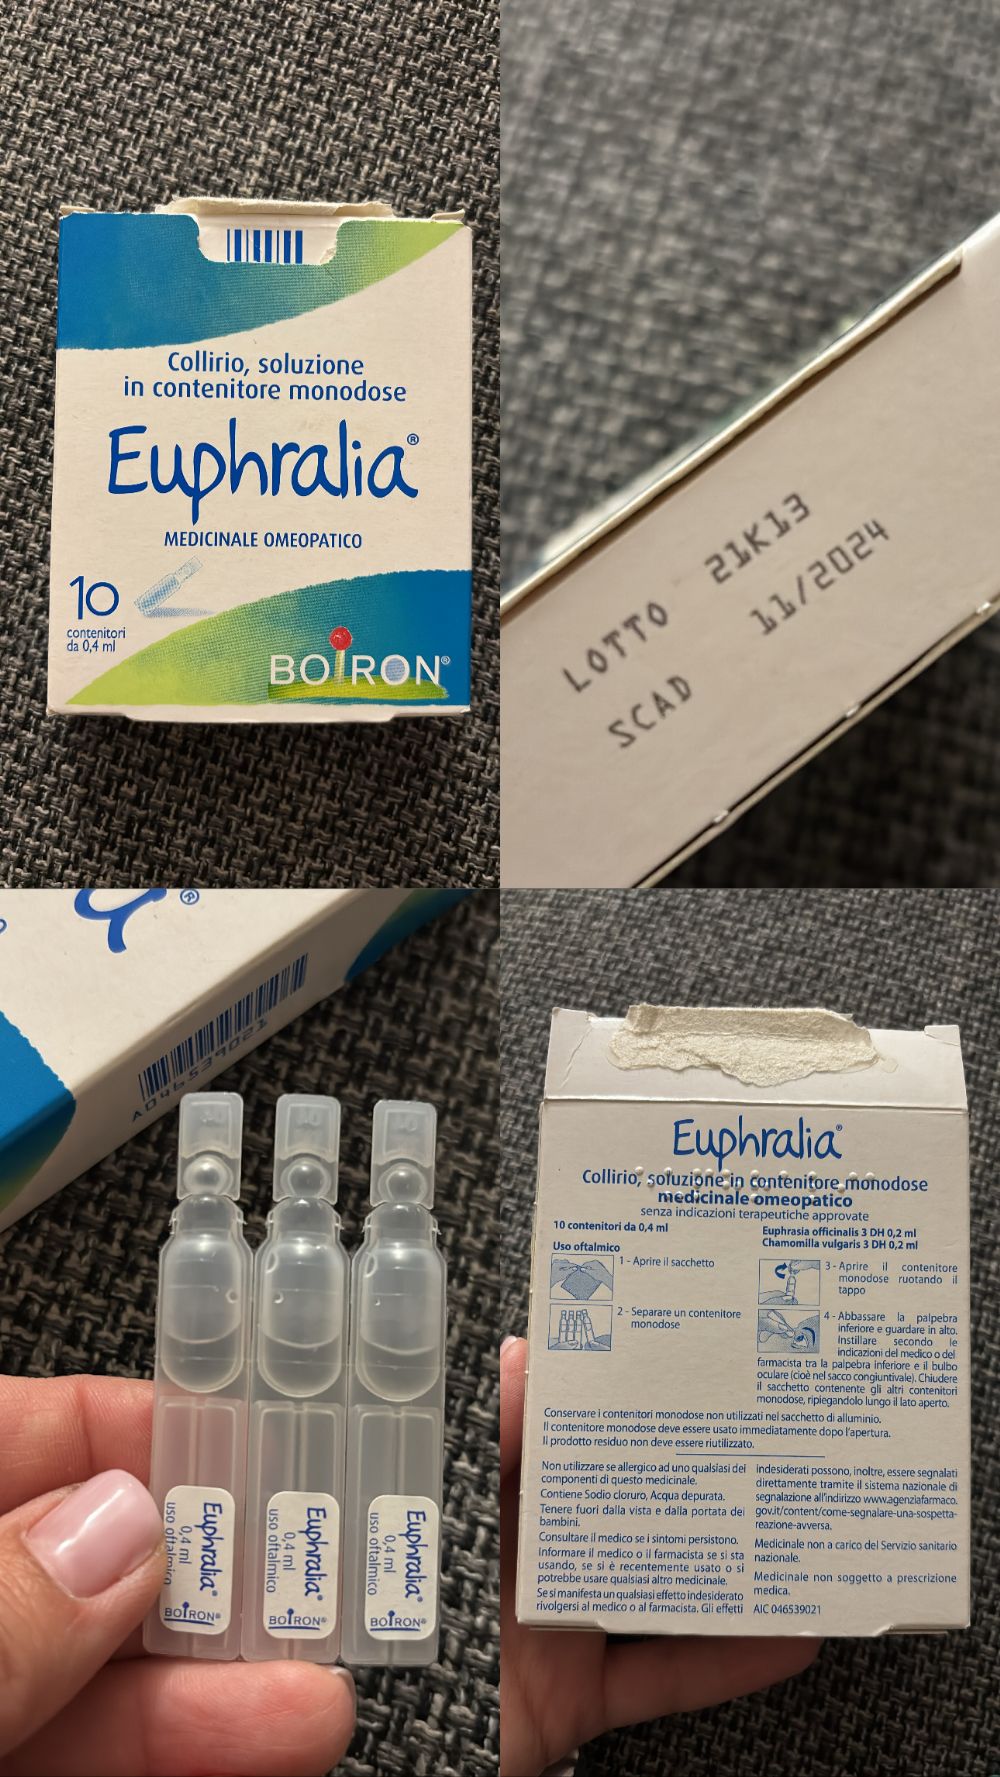 Collirio, soluzione
in contenitore monodose
Euphralia®
MEDICINALE OMEOPATICO
10
contenitori
da 0,4 ml
BOIRON®
LOTTO 21K13
SCAD 11/2024
®
A046539021
Euphralia®
0,4 ml
uso oftalmico
BOIRON®
Euphralia®
0,4 ml
uso oftalmico
BOIRON®
Euphralia®
0,4 ml
uso oftalmico
BOIRON®
Euphralia®
Collirio, soluzione in contenitore monodose
medicinale omeopatico
senza indicazioni terapeutiche approvate
10 contenitori da 0,4 ml
Uso oftalmico
1 - Aprire il sacchetto
2 - Separare un contenitore
monodose
Euphrasia officinalis 3 DH 0,2 ml
Chamomilla vulgaris 3 DH 0,2 ml
3 - Aprire il contenitore
monodose ruotando il
tappo
4 - Abbassare la palpebra
inferiore e guardare in alto.
Instillare secondo le
indicazioni del medico o del
farmacista tra la palpebra inferiore e il bulbo
oculare (cioè nel sacco congiuntivale). Chiudere
il sacchetto contenente gli altri contenitori
monodose, ripiegandolo lungo il lato aperto.
Conservare i contenitori monodose non utilizzati nel sacchetto di alluminio.
Il contenitore monodose deve essere usato immediatamente dopo l'apertura.
Il prodotto residuo non deve essere riutilizzato.
Non utilizzare se allergico ad uno qualsiasi dei
componenti di questo medicinale.
Contiene Sodio cloruro, Acqua depurata.
Tenere fuori dalla vista e dalla portata dei
bambini.
Consultare il medico se i sintomi persistono.
Informare il medico o il farmacista se si sta
usando, se si è recentemente usato o si
potrebbe usare qualsiasi altro medicinale.
Se si manifesta un qualsiasi effetto indesiderato
rivolgersi al medico o al farmacista. Gli effetti
indesiderati possono, inoltre, essere segnalati
direttamente tramite il sistema nazionale di
segnalazione all'indirizzo www.agenziafarmaco.
gov.it/content/come-segnalare-una-sospetta-
reazione-avversa.
Medicinale non a carico del Servizio sanitario
nazionale.
Medicinale non soggetto a prescrizione
medica.
AIC 046539021